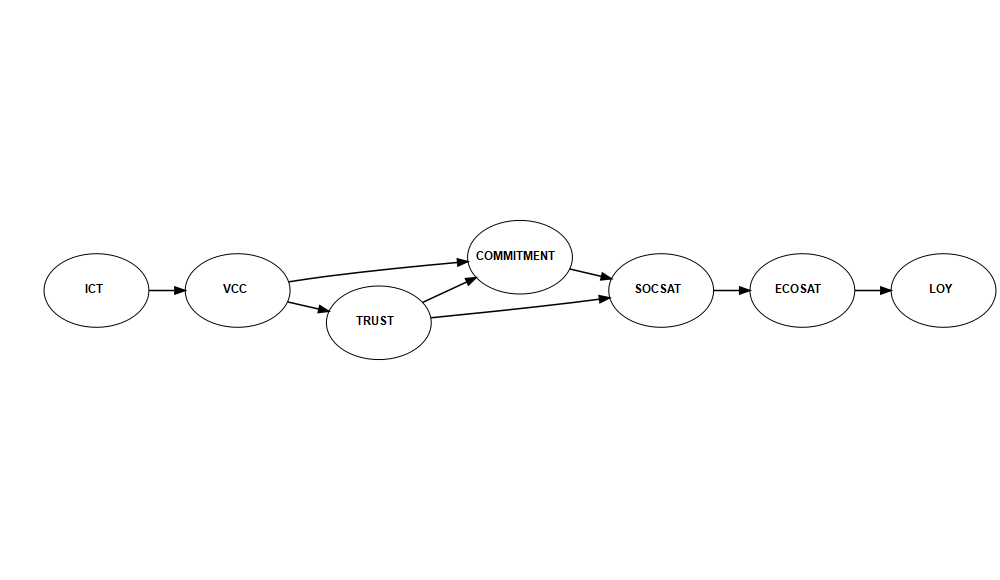 ICT
VCC
TRUST
COMMITMENT
SOCSAT
ECOSAT
LOY